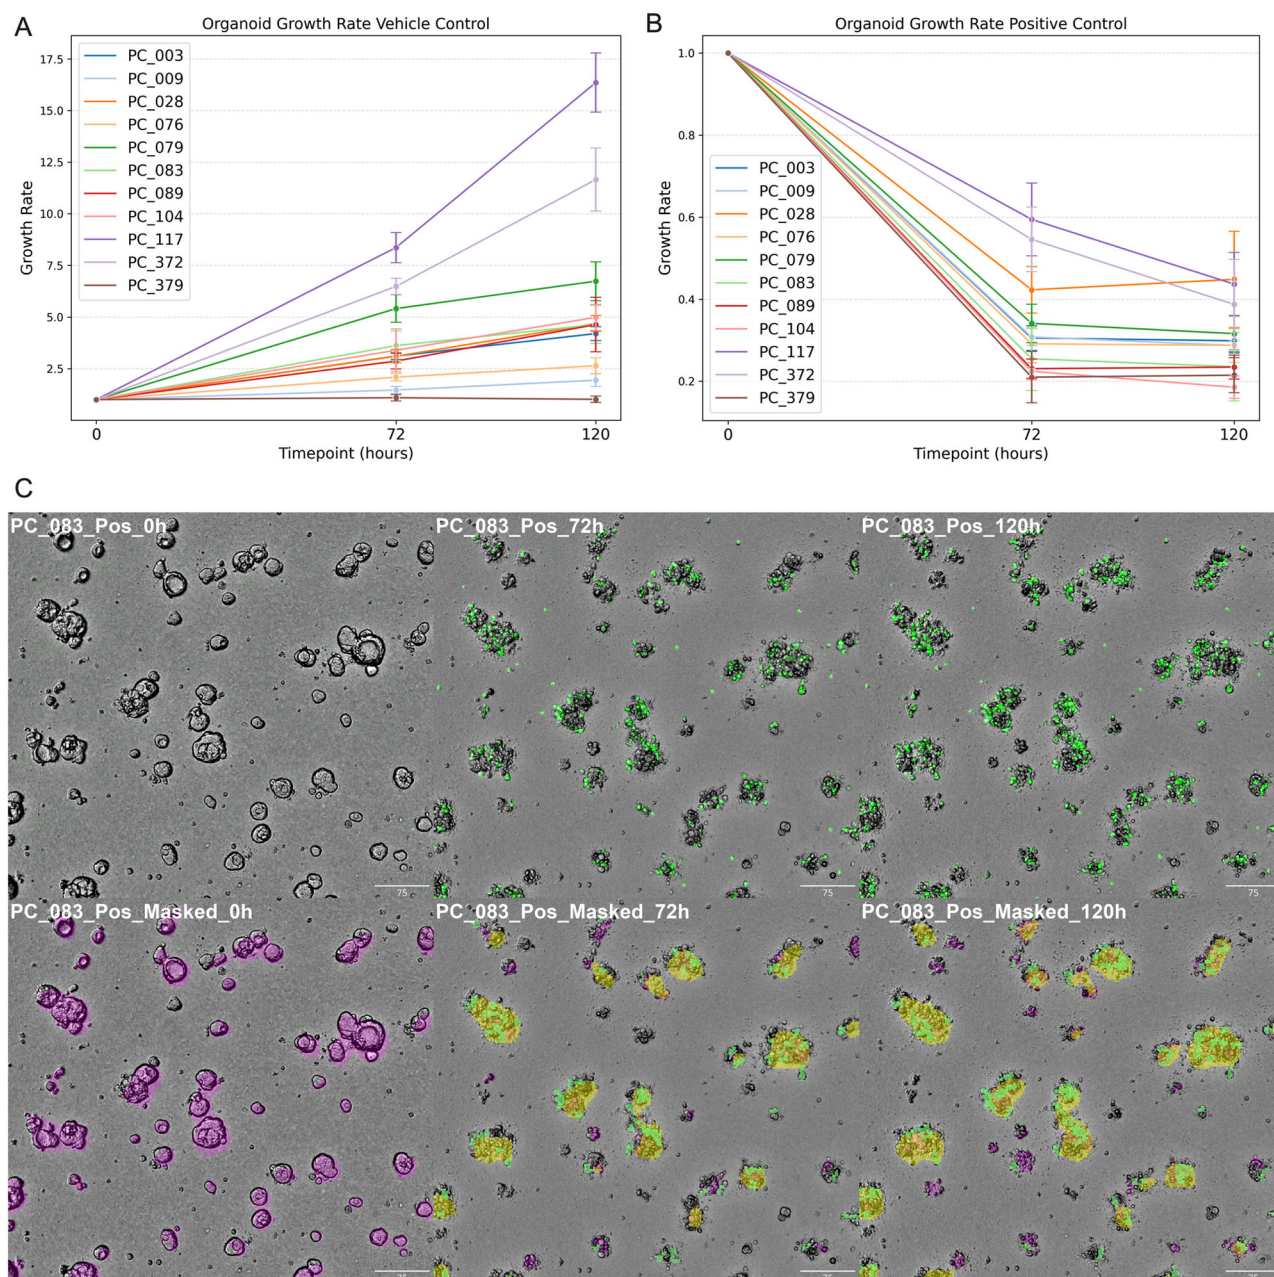 A
Organoid Growth Rate Vehicle Control
17.5
15.0
12.5
10.0
7.5
5.0
2.5
Growth Rate
PC_003
PC_009
PC_028
PC_076
PC_079
PC_083
PC_089
PC_104
PC_117
PC_372
PC_379
0
72
120
Timepoint (hours)
B
Organoid Growth Rate Positive Control
1.0
0.8
0.6
0.4
0.2
Growth Rate
PC_003
PC_009
PC_028
PC_076
PC_079
PC_083
PC_089
PC_104
PC_117
PC_372
PC_379
0
72
120
Timepoint (hours)
C
PC_083_Pos_0h
PC_083_Pos_72h
PC_083_Pos_120h
75
75
75
PC_083_Pos_Masked_0h
PC_083_Pos_Masked_72h
PC_083_Pos_Masked_120h
75
75
75